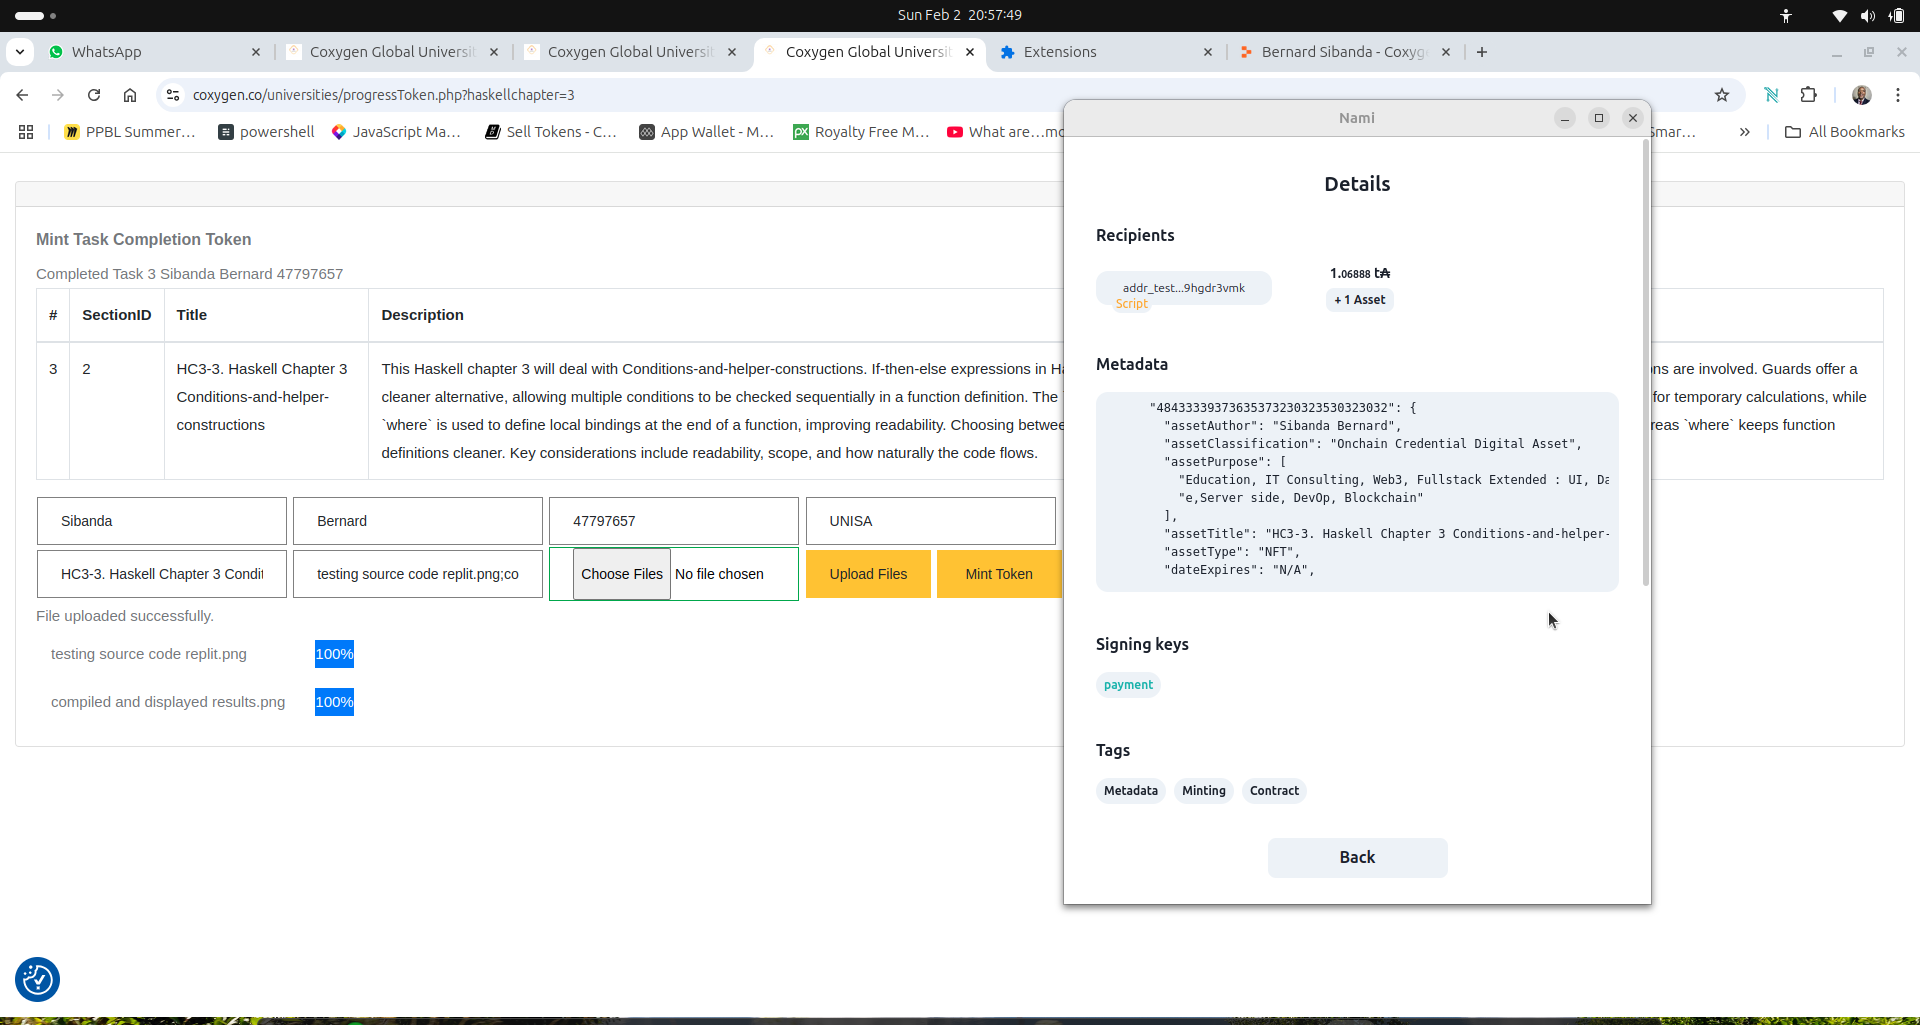 Sun Feb 2 20:57:49
WhatsApp
Coxygen Global Universit
Coxygen Global Universit
Coxygen Global Universit
Extensions
Bernard Sibanda - Coxyg
coxygen.co/universities/progressToken.php?haskellchapter=3
PPBL Summer…
powershell
JavaScript Ma…
Sell Tokens - C…
App Wallet - M…
Royalty Free M…
What are…mo
Smar…
»
All Bookmarks
Mint Task Completion Token
Completed Task 3 Sibanda Bernard 47797657
# SectionID Title Description
3 2 HC3-3. Haskell Chapter 3 Conditions-and-helper-constructions
This Haskell chapter 3 will deal with Conditions-and-helper-constructions. If-then-else expressions in Ha
ns are involved. Guards offer a
cleaner alternative, allowing multiple conditions to be checked sequentially in a function definition. The
for temporary calculations, while
`where` is used to define local bindings at the end of a function, improving readability. Choosing betwe
reas `where` keeps function
definitions cleaner. Key considerations include readability, scope, and how naturally the code flows.
Sibanda
Bernard
47797657
UNISA
HC3-3. Haskell Chapter 3 Condit
testing source code replit.png;co
Choose Files No file chosen
Upload Files
Mint Token
File uploaded successfully.
testing source code replit.png 100%
compiled and displayed results.png 100%
Nami
Details
Recipients
addr_test...9hgdr3vmk
Script
1.06888 t₳
+ 1 Asset
Metadata
"484333393736353732303235303230​32": {
"assetAuthor": "Sibanda Bernard",
"assetClassification": "Onchain Credential Digital Asset",
"assetPurpose": [
"Education, IT Consulting, Web3, Fullstack Extended : UI, Da
"e,Server side, DevOp, Blockchain"
],
"assetTitle": "HC3-3. Haskell Chapter 3 Conditions-and-helper-
"assetType": "NFT",
"dateExpires": "N/A",
Signing keys
payment
Tags
Metadata
Minting
Contract
Back